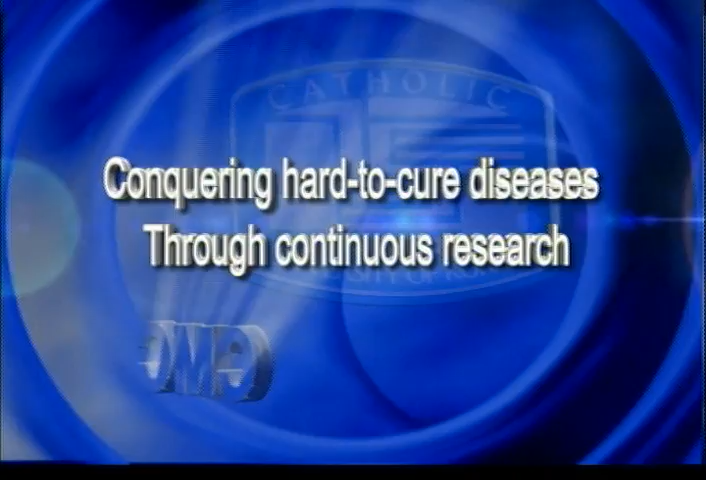 CATHOLIC
Conquering hard-to-cure diseases
Through continuous research